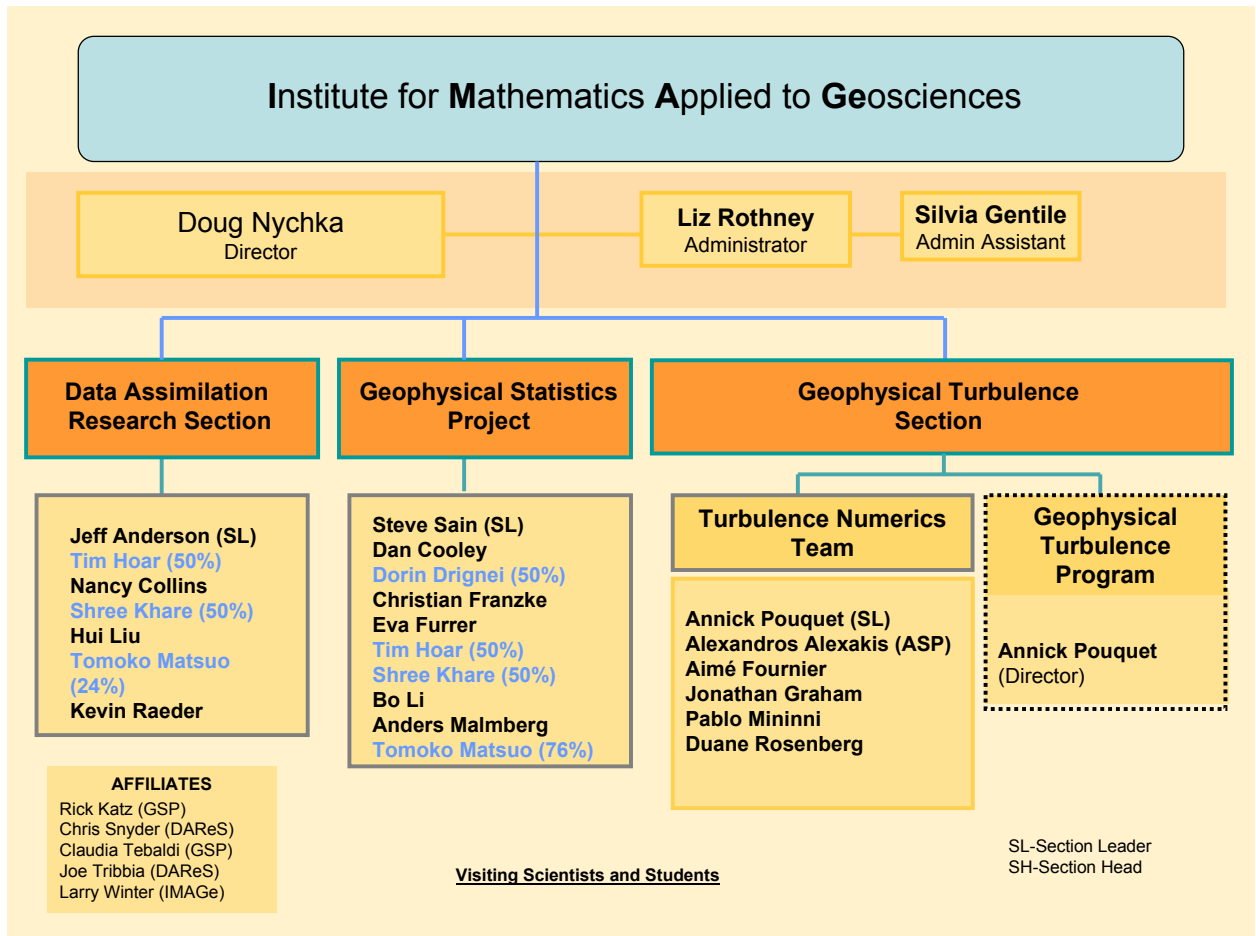 Institute for Mathematics Applied to Geosciences
Doug Nychka
Director
Liz Rothney
Administrator
Silvia Gentile
Admin Assistant
Data Assimilation
Research Section
Geophysical Statistics
Project
Geophysical Turbulence
Section
Jeff Anderson (SL)
Tim Hoar (50%)
Nancy Collins
Shree Khare (50%)
Hui Liu
Tomoko Matsuo
(24%)
Kevin Raeder
Steve Sain (SL)
Dan Cooley
Dorin Drignei (50%)
Christian Franzke
Eva Furrer
Tim Hoar (50%)
Shree Khare (50%)
Bo Li
Anders Malmberg
Tomoko Matsuo (76%)
Turbulence Numerics
Team
Annick Pouquet (SL)
Alexandros Alexakis (ASP)
Aimé Fournier
Jonathan Graham
Pablo Mininni
Duane Rosenberg
Geophysical
Turbulence
Program
Annick Pouquet
(Director)
AFFILIATES
Rick Katz (GSP)
Chris Snyder (DAReS)
Claudia Tebaldi (GSP)
Joe Tribbia (DAReS)
Larry Winter (IMAGe)
Visiting Scientists and Students
SL-Section Leader
SH-Section Head